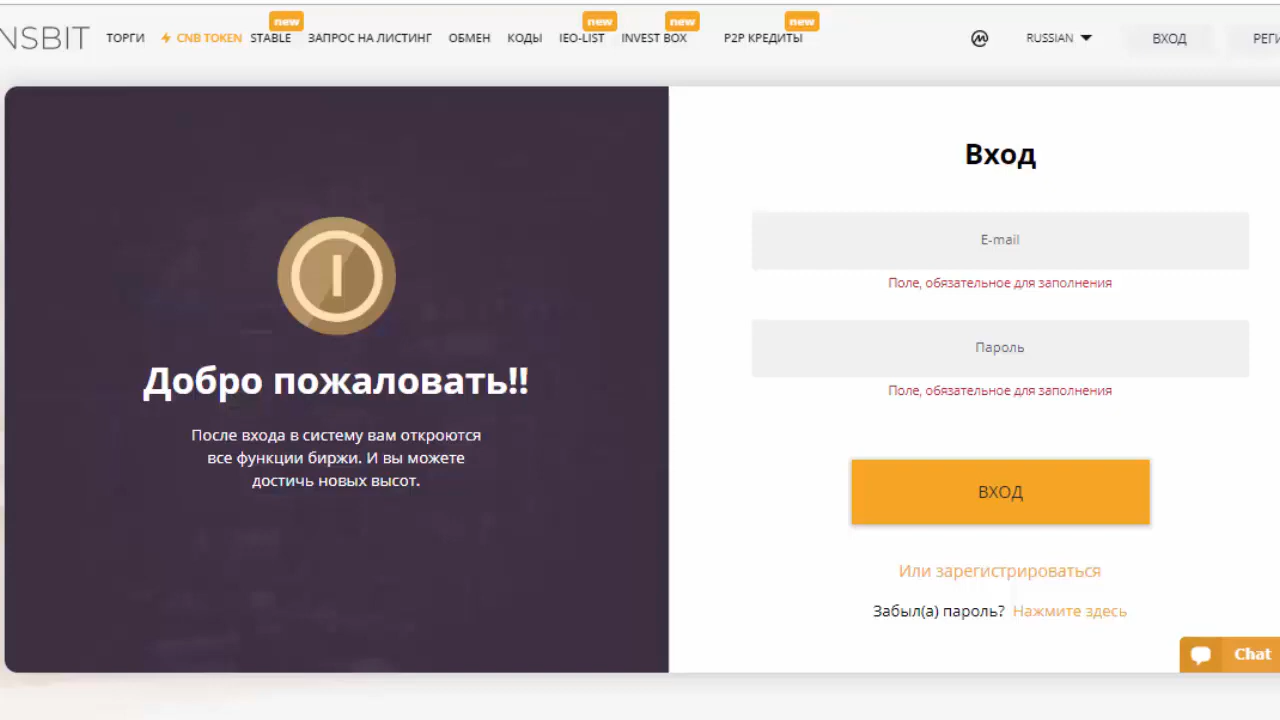 NSBIT
ТОРГИ
CNB TOKEN
STABLE
new
ЗАПРОС НА ЛИСТИНГ
ОБМЕН
КОДЫ
IEO-LIST
new
INVEST BOX
new
P2P КРЕДИТЫ
new
RUSSIAN
ВХОД
РЕГИ
Добро пожаловать!!
После входа в систему вам откроются
все функции биржи. И вы можете
достичь новых высот.
Вход
E-mail
Поле, обязательное для заполнения
Пароль
Поле, обязательное для заполнения
ВХОД
Или зарегистрироваться
Забыл(а) пароль? Нажмите здесь
Chat